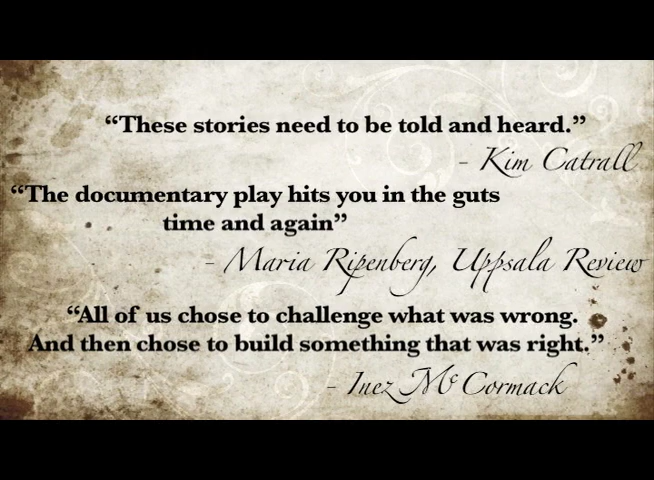 “These stories need to be told and heard.”
- Kim Catrall
“The documentary play hits you in the guts
time and again”
- Maria Ripenberg, Uppsala Review
“All of us chose to challenge what was wrong.
And then chose to build something that was right.”
- Inez Mc Cormack